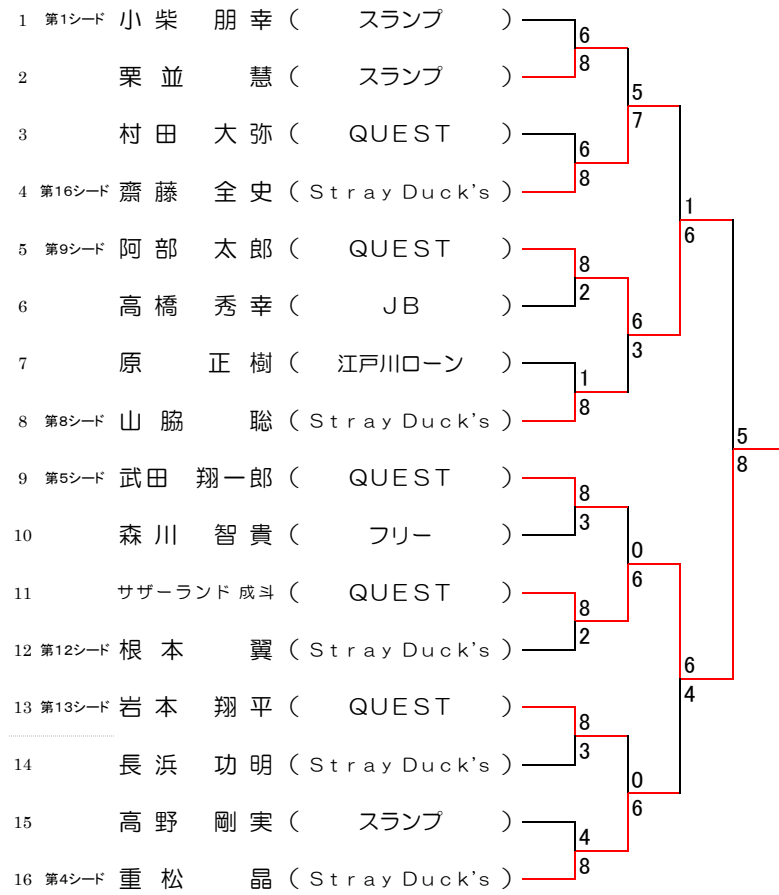 1 第1シード 小柴 朋幸 ( スランプ )
6
2 栗並 慧 ( スランプ )
8
5
7
3 村田 大弥 ( QUEST )
6
4 第16シード 齋藤 全史 ( Stray Duck's )
8
1
6
5 第9シード 阿部 太郎 ( QUEST )
8
6 高橋 秀幸 ( JB )
2
6
3
7 原 正樹 ( 江戸川ローン )
1
8 第8シード 山脇 聡 ( Stray Duck's )
8
5
8
9 第5シード 武田 翔一郎 ( QUEST )
8
10 森川 智貴 ( フリー )
3
0
6
11 サザーランド 成斗 ( QUEST )
8
12 第12シード 根本 翼 ( Stray Duck's )
2
6
4
13 第13シード 岩本 翔平 ( QUEST )
8
14 長浜 功明 ( Stray Duck's )
3
0
6
15 高野 剛実 ( スランプ )
4
16 第4シード 重松 晶 ( Stray Duck's )
8